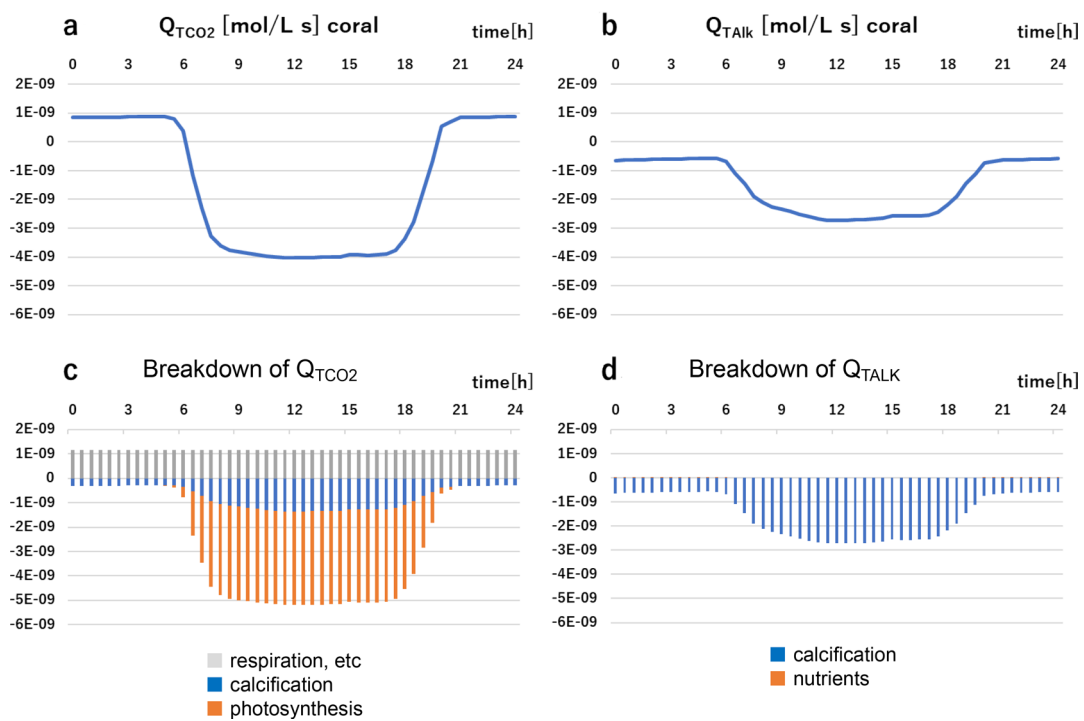 a Q_TCO2 [mol/L s] coral time[h]
0 3 6 9 12 15 18 21 24
2E-09
1E-09
0
-1E-09
-2E-09
-3E-09
-4E-09
-5E-09
-6E-09
b Q_TAlk [mol/L s] coral time[h]
0 3 6 9 12 15 18 21 24
2E-09
1E-09
0
-1E-09
-2E-09
-3E-09
-4E-09
-5E-09
-6E-09
c Breakdown of Q_TCO2 time[h]
0 3 6 9 12 15 18 21 24
2E-09
1E-09
0
-1E-09
-2E-09
-3E-09
-4E-09
-5E-09
-6E-09
respiration, etc
calcification
photosynthesis
d Breakdown of Q_TALK time[h]
0 3 6 9 12 15 18 21 24
2E-09
1E-09
0
-1E-09
-2E-09
-3E-09
-4E-09
-5E-09
-6E-09
calcification
nutrients